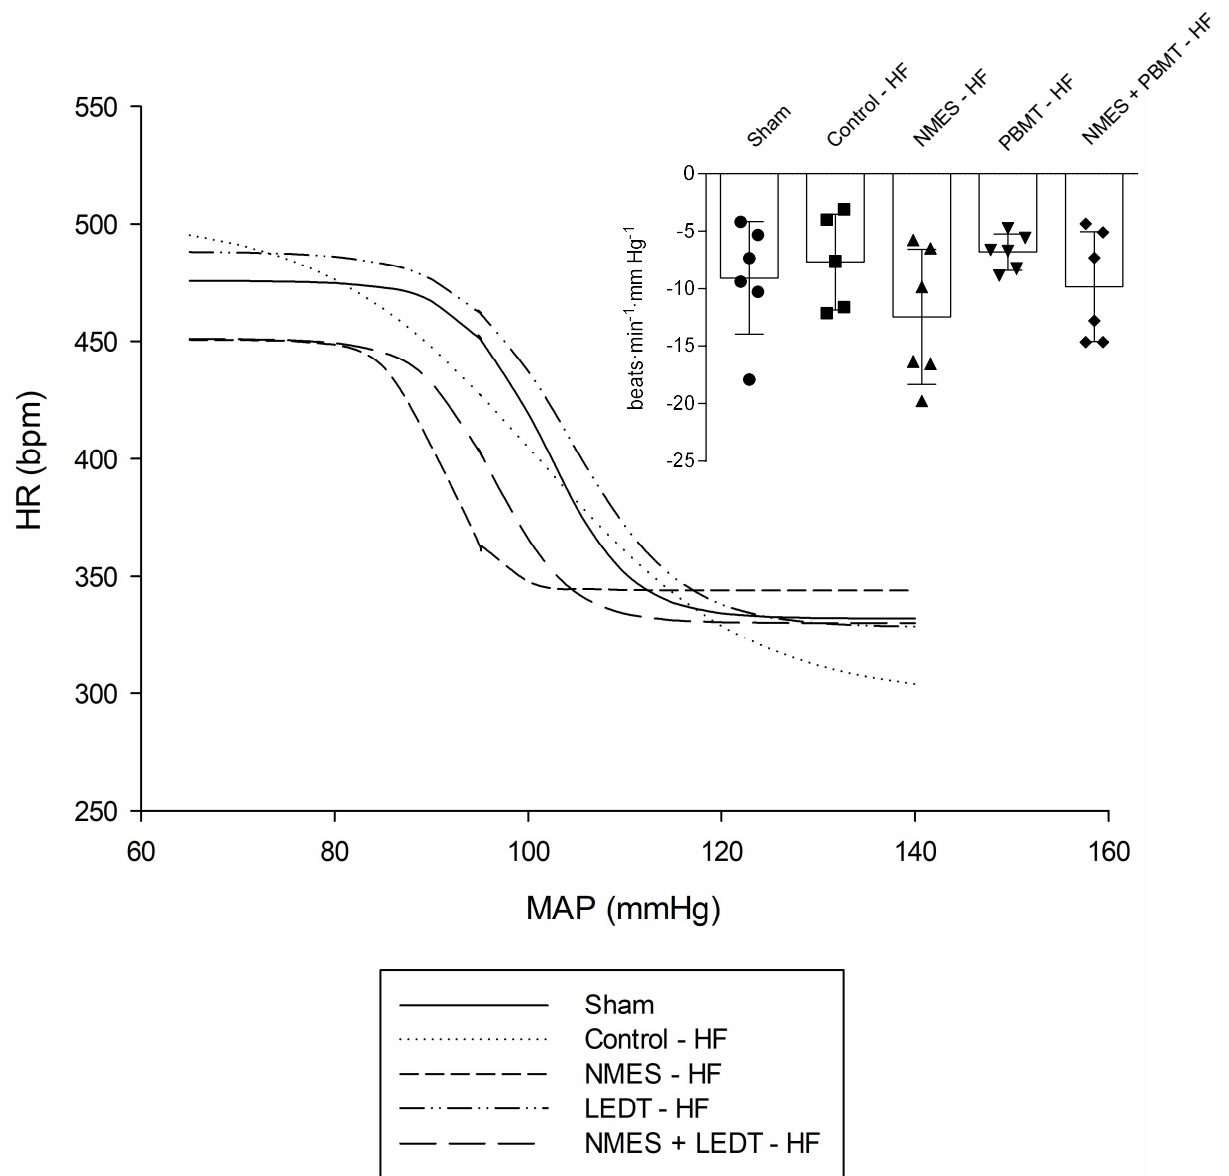 Sham
Control - HF
NMES - HF
PBMT - HF
NMES + PBMT - HF
550
500
450
400
350
300
250
HR (bpm)
0
-5
-10
-15
-20
-25
beats·min⁻¹·mm Hg⁻¹
60
80
100
120
140
160
MAP (mmHg)
Sham
Control - HF
NMES - HF
LEDT - HF
NMES + LEDT - HF